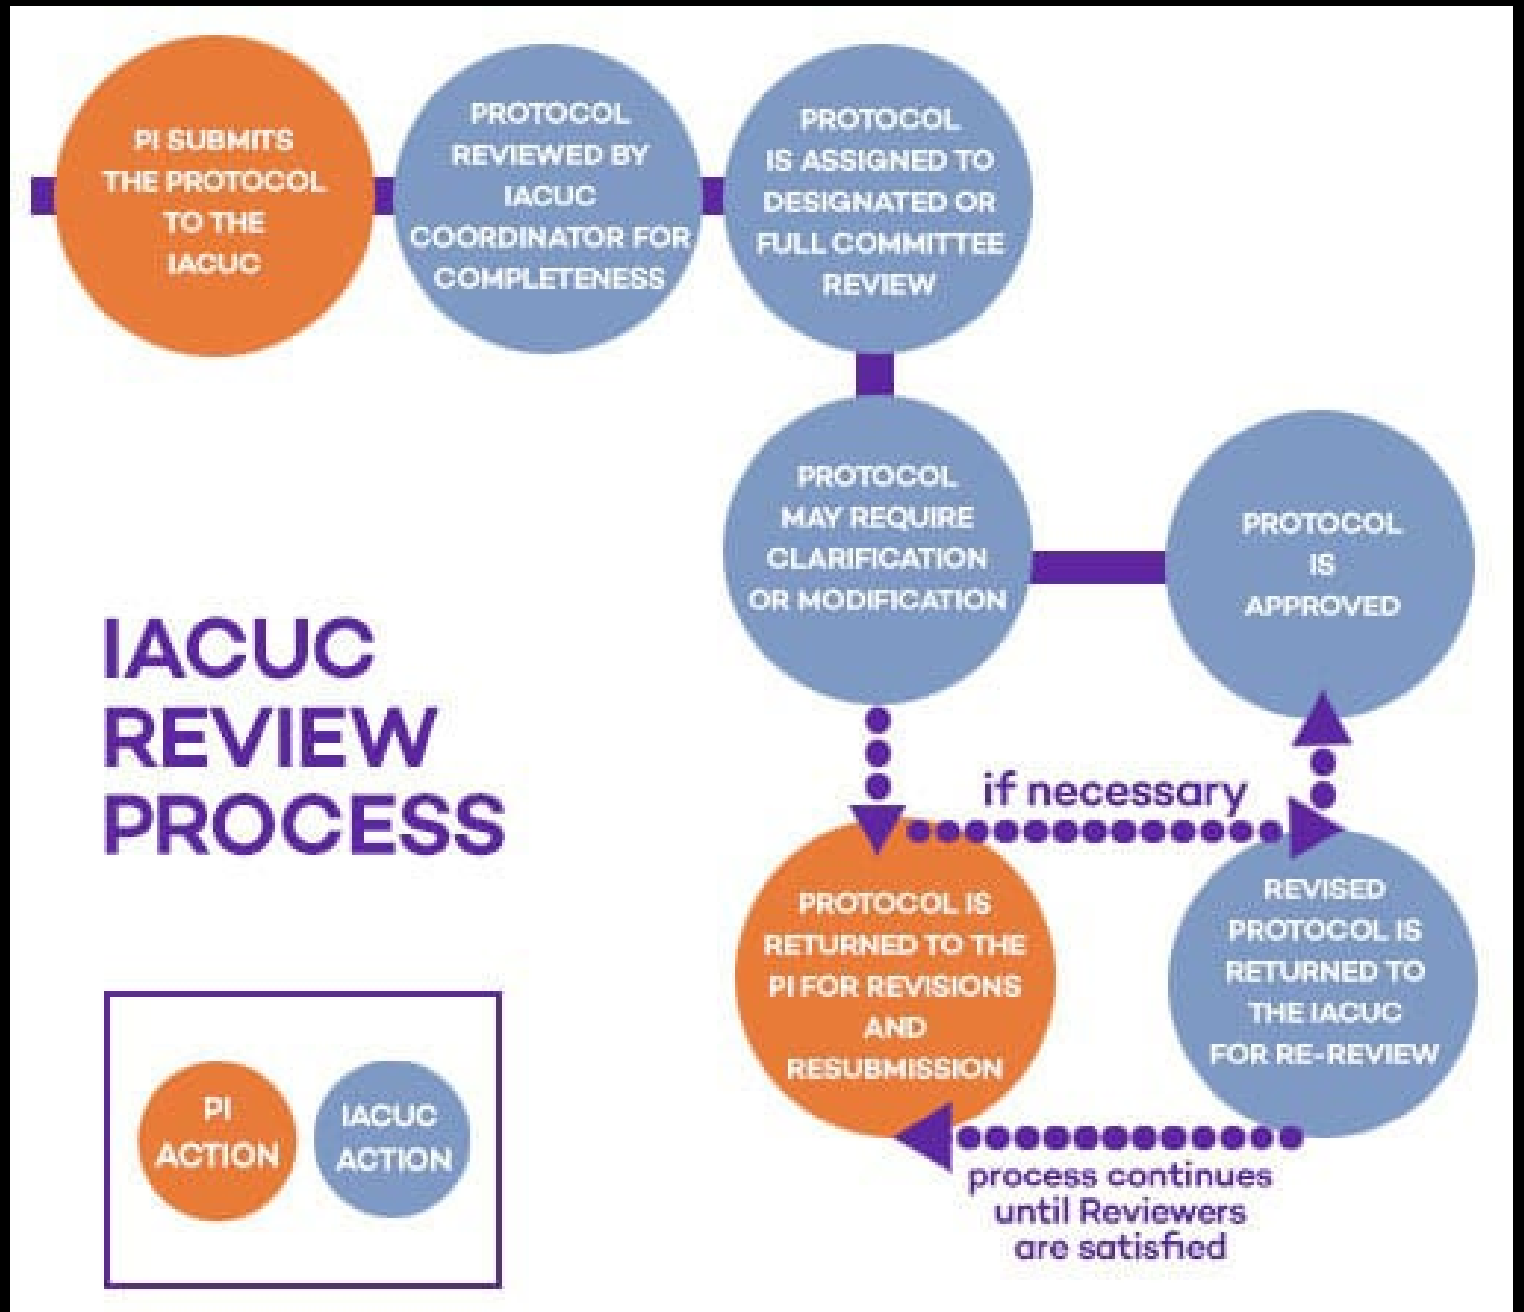 PI SUBMITS
THE PROTOCOL
TO THE
IACUC
PROTOCOL
REVIEWED BY
IACUC
COORDINATOR FOR
COMPLETENESS
PROTOCOL
IS ASSIGNED TO
DESIGNATED OR
FULL COMMITTEE
REVIEW
PROTOCOL
MAY REQUIRE
CLARIFICATION
OR MODIFICATION
PROTOCOL
IS
APPROVED
IACUC
REVIEW
PROCESS
if necessary
PROTOCOL IS
RETURNED TO THE
PI FOR REVISIONS
AND
RESUBMISSION
REVISED
PROTOCOL IS
RETURNED TO
THE IACUC
FOR RE-REVIEW
process continues
until Reviewers
are satisfied
PI
ACTION
IACUC
ACTION